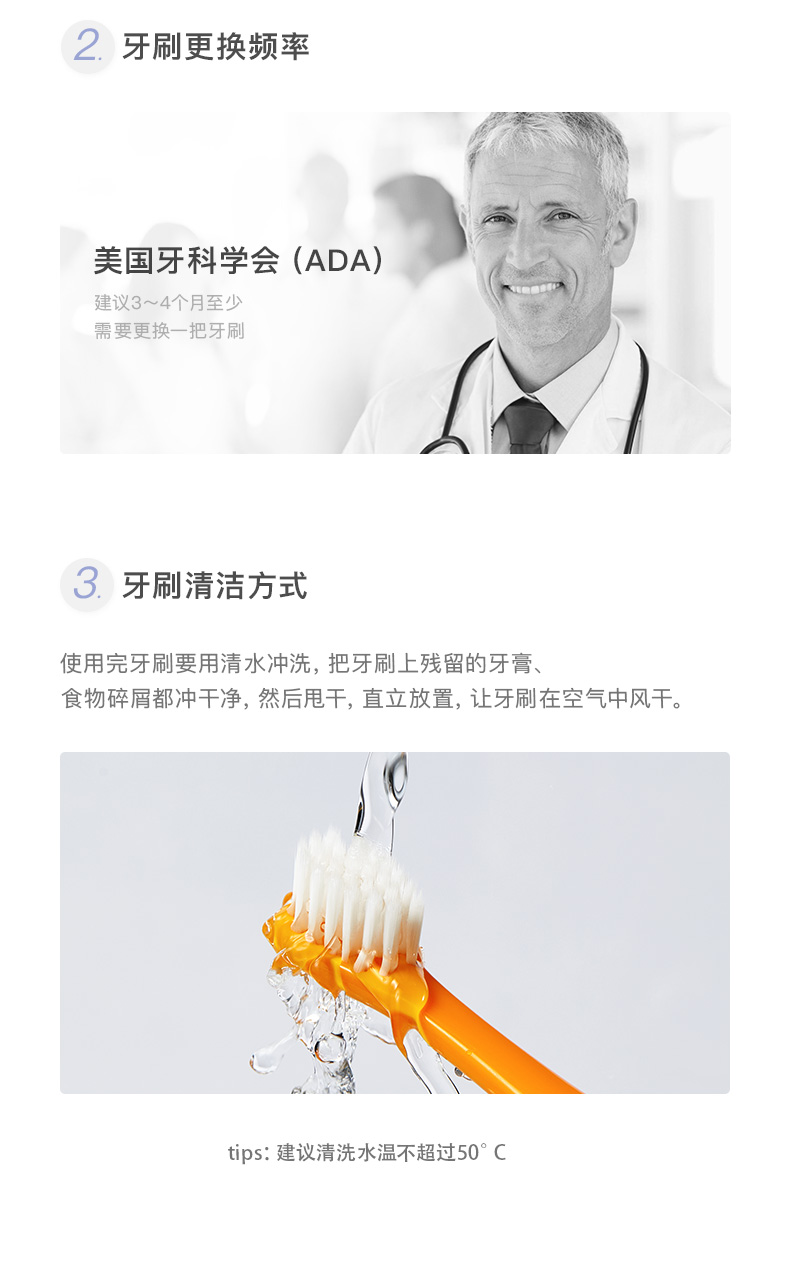 2. 牙刷更换频率
美国牙科学会（ADA）
建议3～4个月至少
需要更换一把牙刷
3. 牙刷清洁方式
使用完牙刷要用清水冲洗, 把牙刷上残留的牙膏、
食物碎屑都冲干净, 然后甩干, 直立放置, 让牙刷在空气中风干。
tips: 建议清洗水温不超过50°C